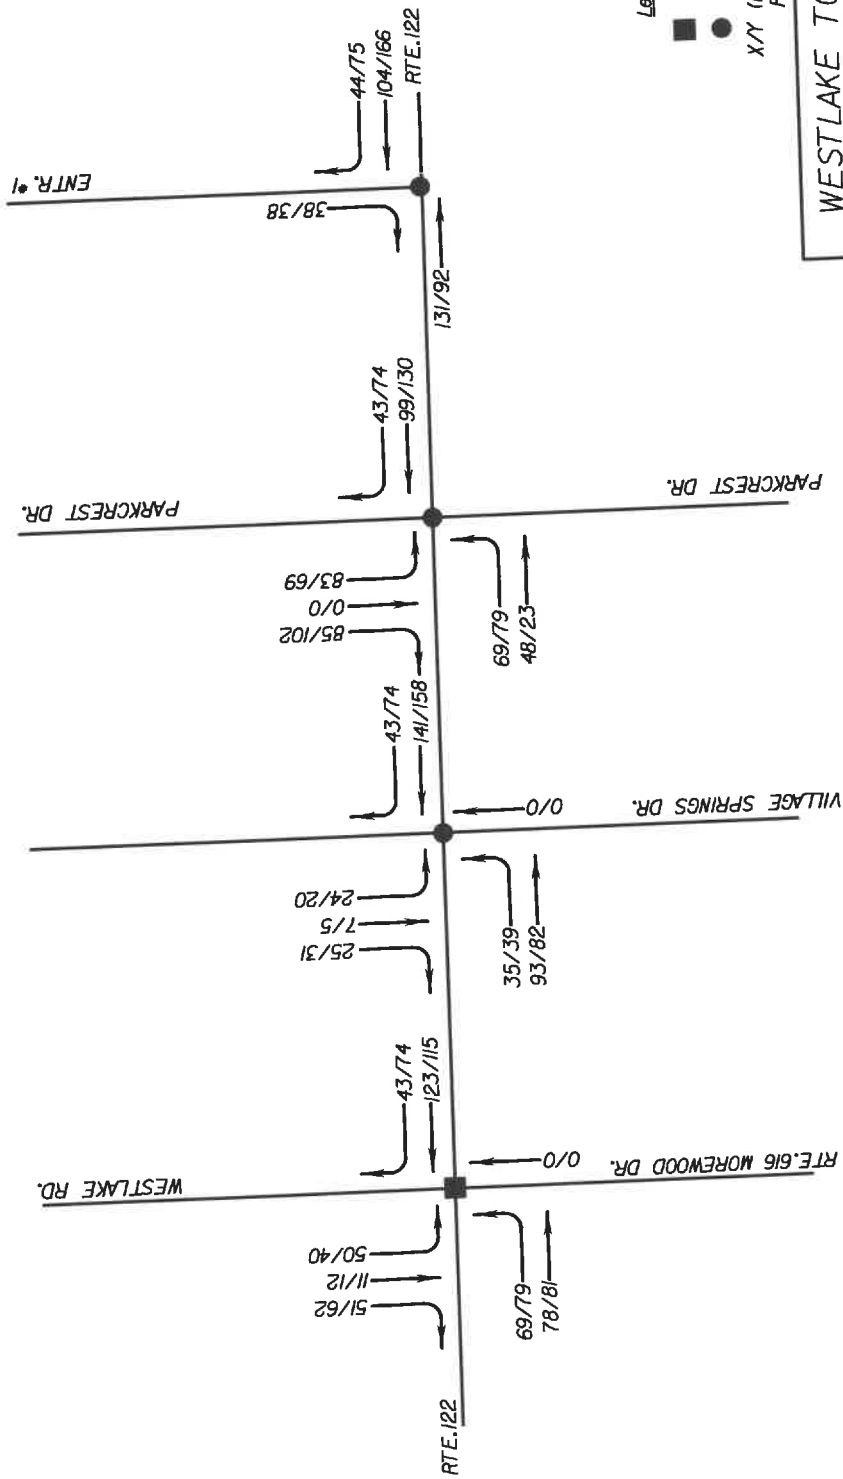 RTE.122
44/75
104/166
ENTR. #1
38/38
131/92
43/74
99/130
PARKCREST DR.
83/69
0/0
85/102
69/79
48/23
PARKCREST DR.
43/74
141/158
0/0
VILLAGE SPRINGS DR.
24/20
7/5
25/31
35/39
93/82
43/74
123/115
WESTLAKE RD.
0/0
RTE.616 MOREWOOD DR.
50/40
11/12
51/62
69/79
78/81
RTE.122
X/Y
WESTLAKE